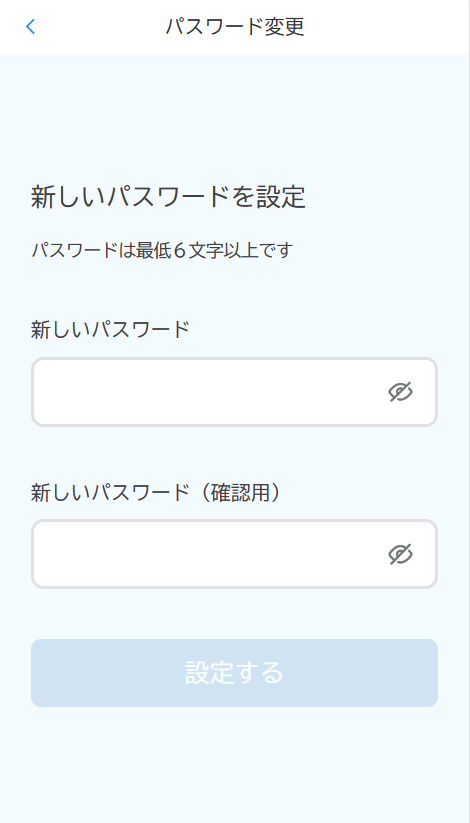 パスワード変更
新しいパスワードを設定
パスワードは最低６文字以上です
新しいパスワード
新しいパスワード（確認用）
設定する